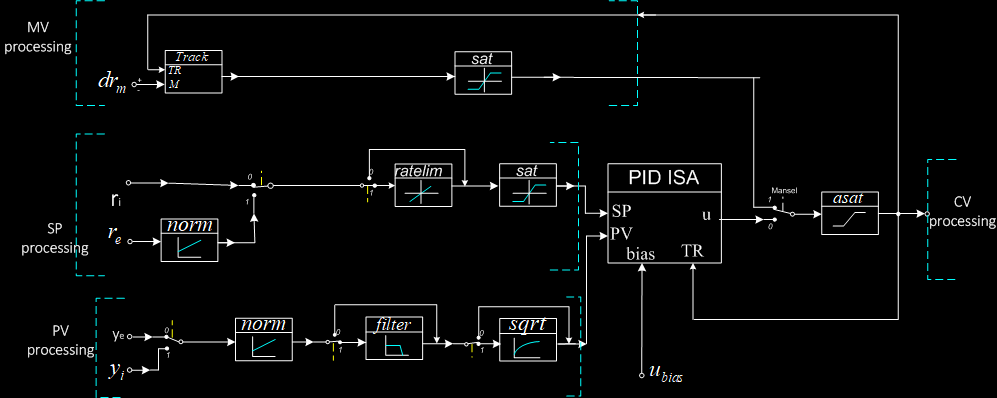 MV
processing
Track
TR
M
dr_m
+
-
sat
SP
processing
r_i
0
1
i
r_e
norm
0
1
ratelim
sat
PID ISA
SP
PV
u
bias
TR
Mansel
1
0
asat
CV
processing
PV
processing
y_e
0
1
y_i
norm
0
1
filter
0
1
sqrt
u_bias